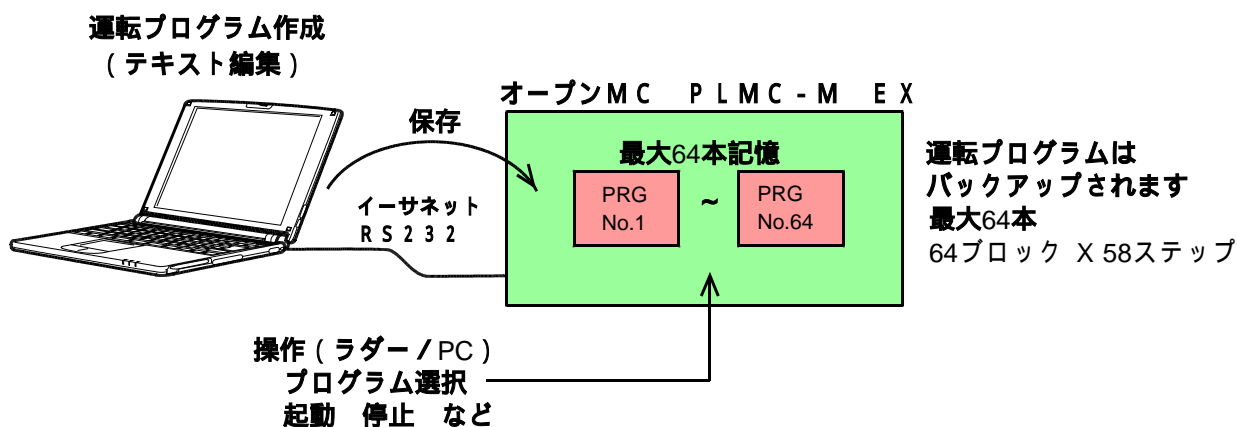 運転プログラム作成
（テキスト編集）
オープンＭＣ　ＰＬＭＣ-Ｍ　ＥＸ
保存
最大64本記憶
イーサネット
ＲＳ２３２
PRG
No.1
~
PRG
No.64
運転プログラムは
バックアップされます
最大64本
64ブロック X 58ステップ
操作（ラダー／PC）
プログラム選択
起動　停止　など